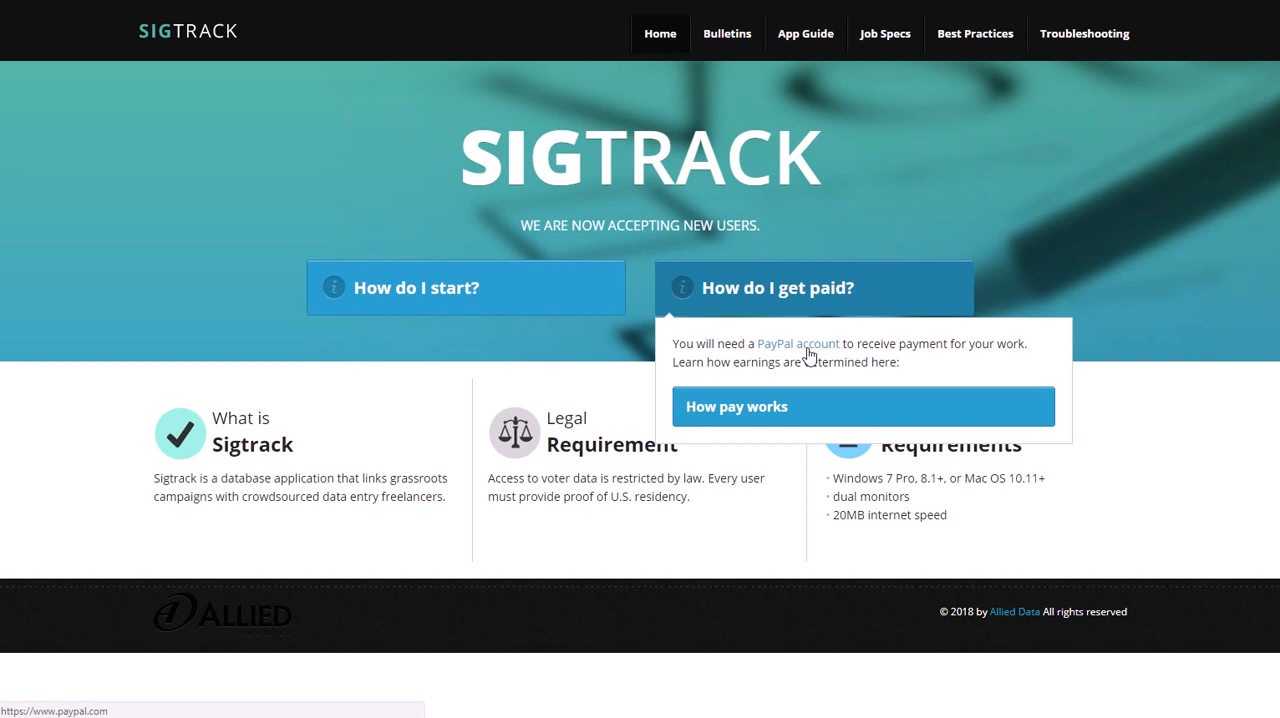 SIGTRACK
Home
Bulletins
App Guide
Job Specs
Best Practices
Troubleshooting
SIGTRACK
WE ARE NOW ACCEPTING NEW USERS.
How do I start?
How do I get paid?
You will need a PayPal account to receive payment for your work.
Learn how earnings are determined here:
How pay works
What is
Sigtrack
Sigtrack is a database application that links grassroots
campaigns with crowdsourced data entry freelancers.
Legal
Requirement
Access to voter data is restricted by law. Every user
must provide proof of U.S. residency.
Requirements
• Windows 7 Pro, 8.1+, or Mac OS 10.11+
• dual monitors
• 20MB internet speed
ALLIED
© 2018 by Allied Data All rights reserved
https://www.paypal.com